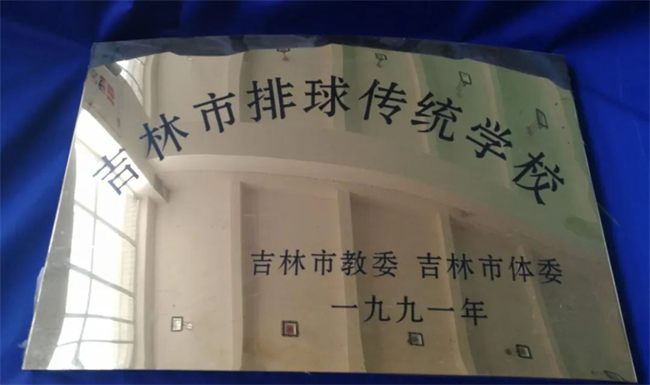 吉林市排球传统学校
吉林市教委 吉林市体委
一九九一年